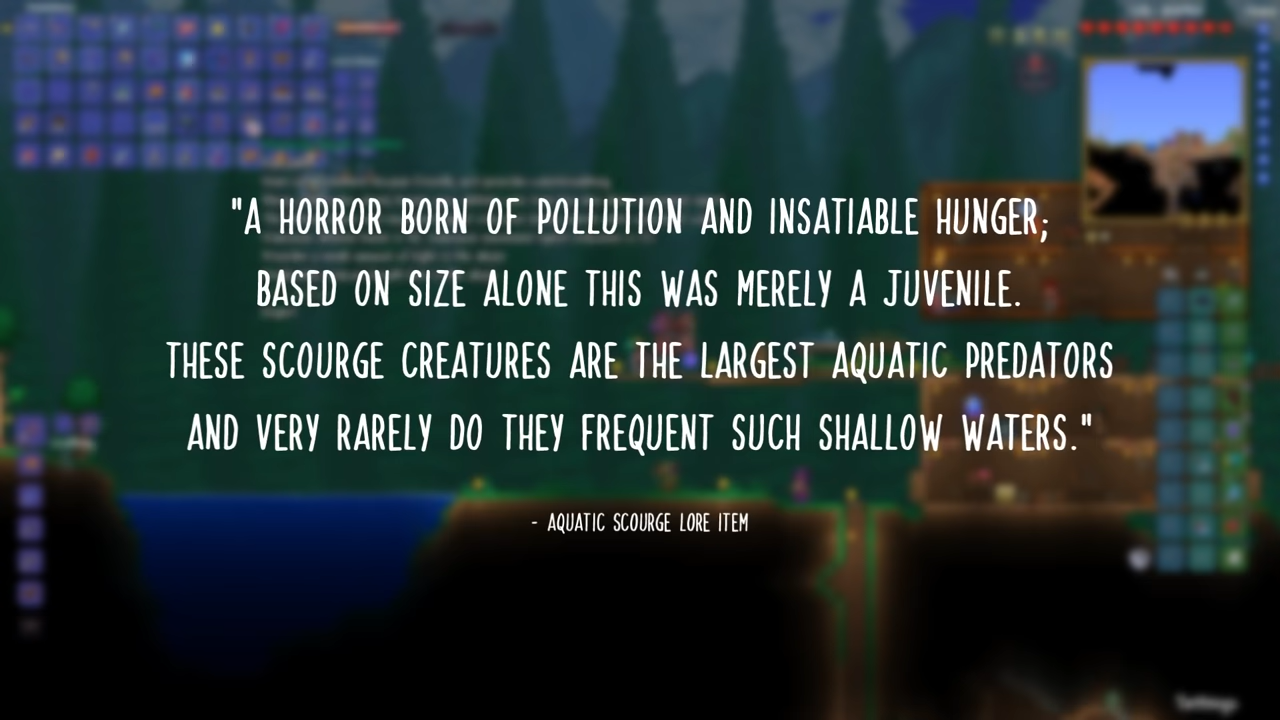 "A HORROR BORN OF POLLUTION AND INSATIABLE HUNGER;
BASED ON SIZE ALONE THIS WAS MERELY A JUVENILE.
THESE SCOURGE CREATURES ARE THE LARGEST AQUATIC PREDATORS
AND VERY RARELY DO THEY FREQUENT SUCH SHALLOW WATERS."
- AQUATIC SCOURGE LORE ITEM
Settings